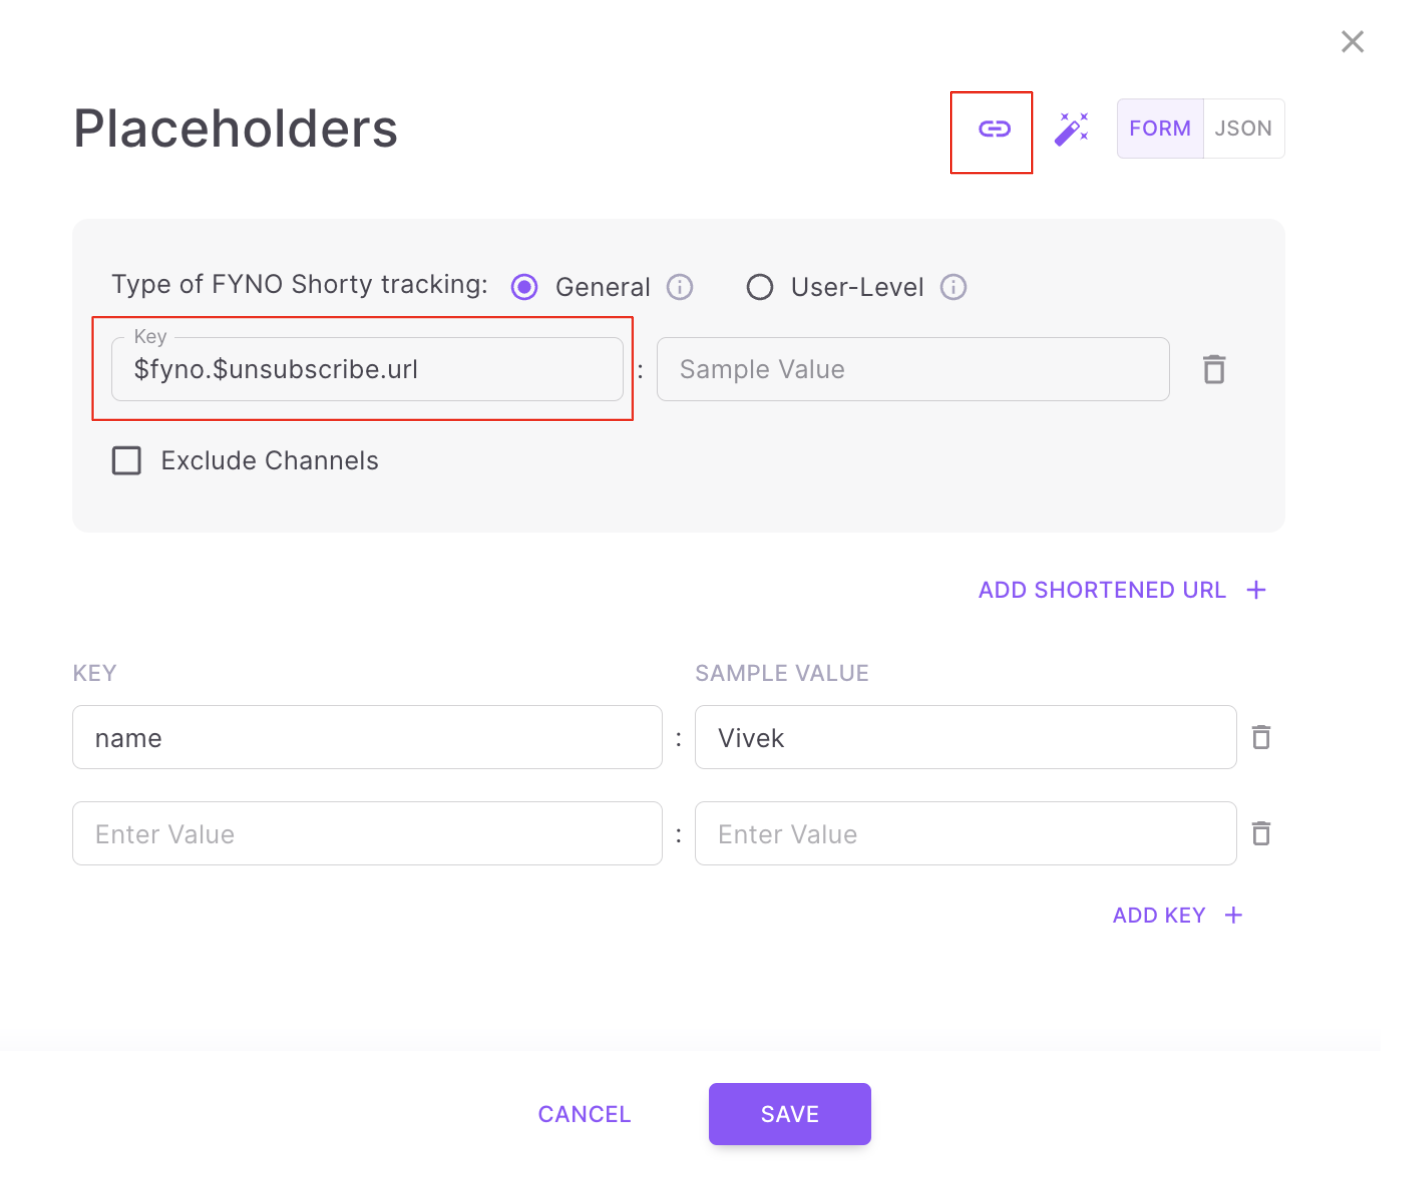 Placeholders
FORM
JSON
Type of FYNO Shorty tracking:
General
User-Level
Key
$fyno.$unsubscribe.url
:
Sample Value
Exclude Channels
ADD SHORTENED URL +
KEY
SAMPLE VALUE
name
:
Vivek
Enter Value
:
Enter Value
ADD KEY +
CANCEL
SAVE